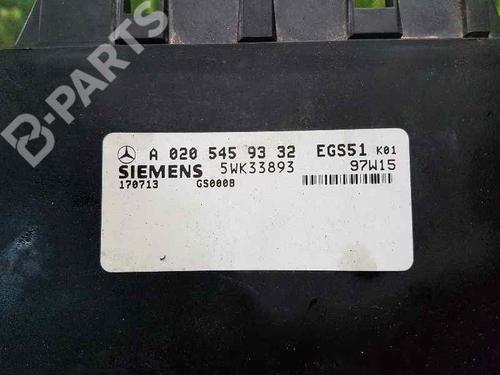 A 020 545 93 32 EGS51 K01
SIEMENS 5WK33893 97W15
170713 GS0008
B-PARTS